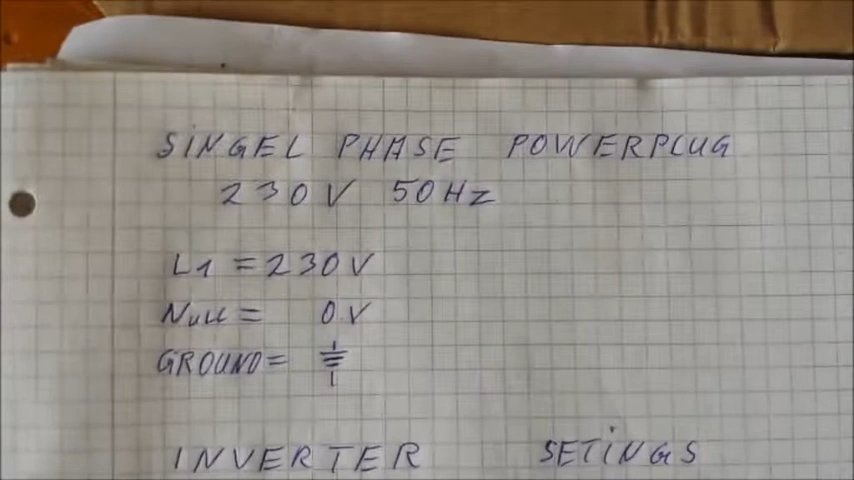 SINGEL PHASE POWERPLUG
230V 50HZ
L1 = 230V
Null = 0V
GROUND= ⏚
INVERTER SETINGS